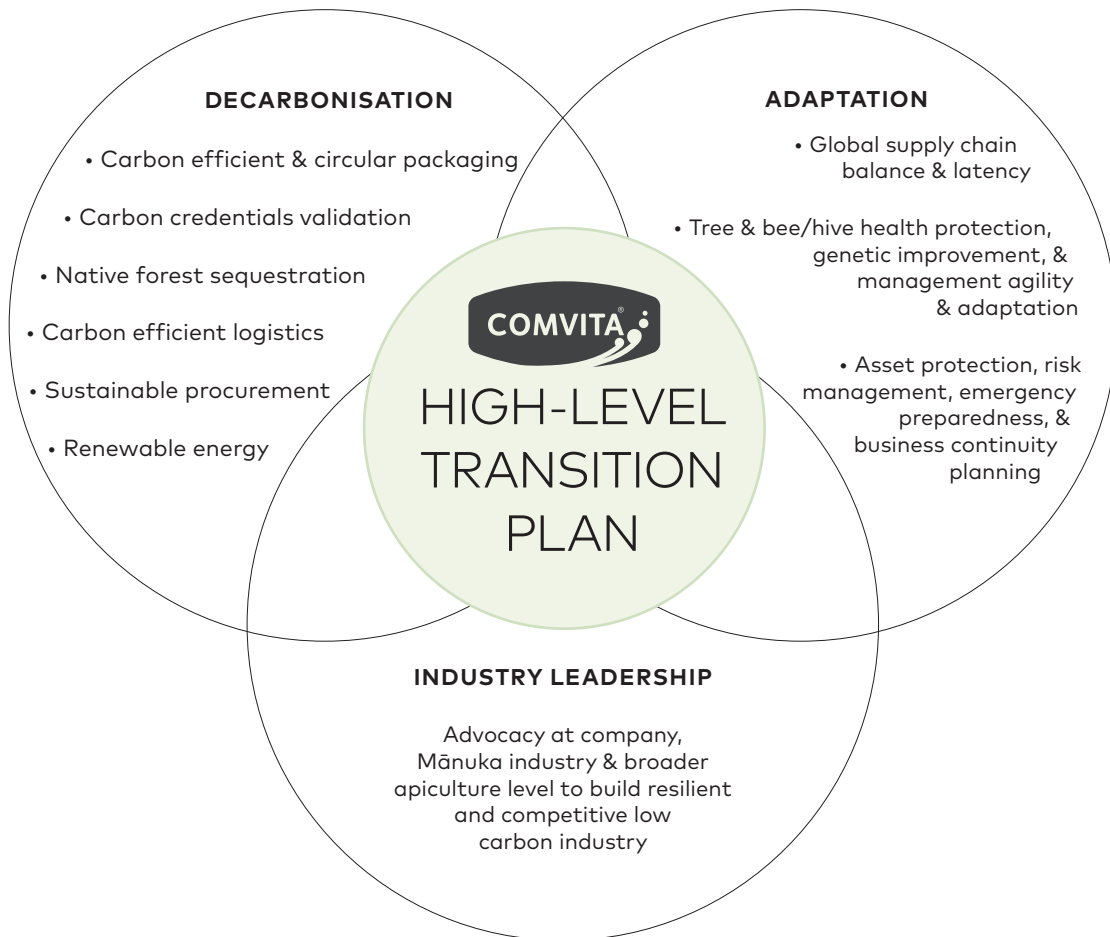 DECARBONISATION
• Carbon efficient & circular packaging
• Carbon credentials validation
• Native forest sequestration
• Carbon efficient logistics
• Sustainable procurement
• Renewable energy
ADAPTATION
• Global supply chain
balance & latency
• Tree & bee/hive health protection,
genetic improvement, &
management agility
& adaptation
• Asset protection, risk
management, emergency
preparedness, &
business continuity
planning
COMVITA®
HIGH-LEVEL
TRANSITION
PLAN
INDUSTRY LEADERSHIP
Advocacy at company,
Mānuka industry & broader
apiculture level to build resilient
and competitive low
carbon industry